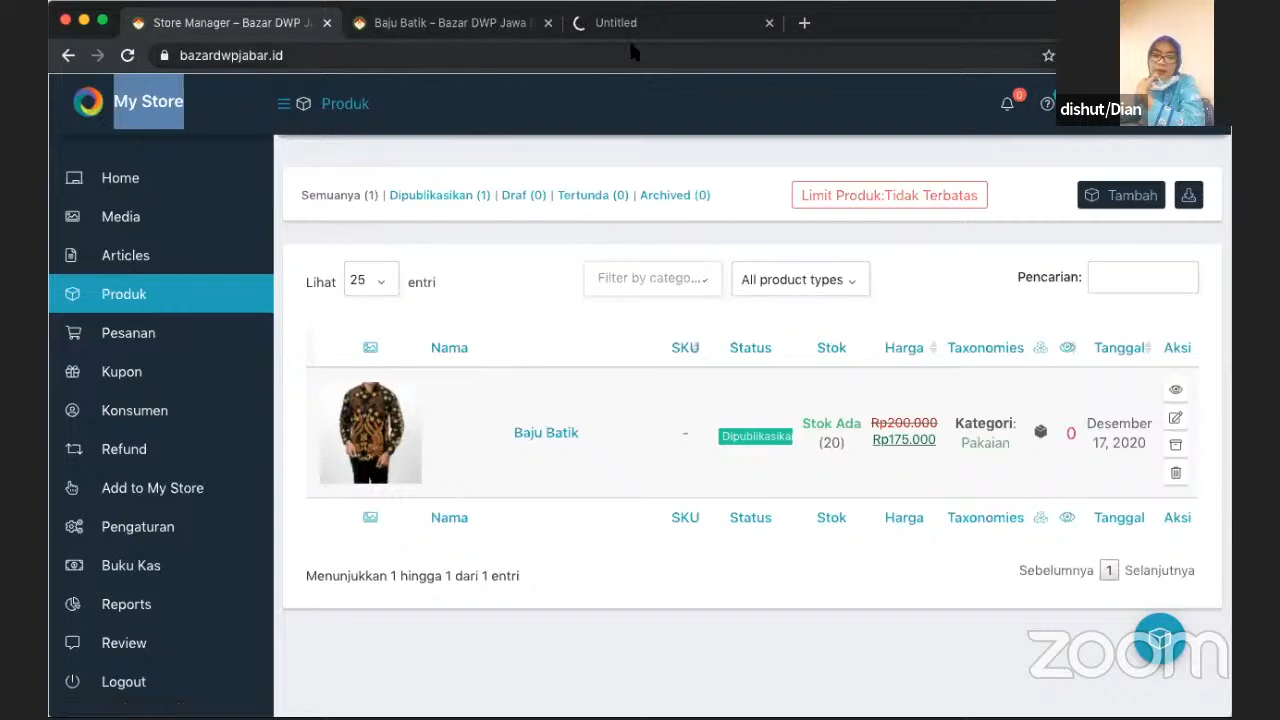 Store Manager – Bazar DWP J
Baju Batik – Bazar DWP Jawa
Untitled
bazardwpjabar.id
dishut/Dian
My Store
Produk
0
Home
Media
Articles
Produk
Pesanan
Kupon
Konsumen
Refund
Add to My Store
Pengaturan
Buku Kas
Reports
Review
Logout
Semuanya (1) | Dipublikasikan (1) | Draf (0) | Tertunda (0) | Archived (0)
Limit Produk:Tidak Terbatas
Tambah
Lihat 25 entri
Filter by catego...
All product types
Pencarian:
Nama SKU Status Stok Harga Taxonomies Tanggal Aksi
Baju Batik
-
Dipublikasika
Stok Ada
(20)
Rp200.000
Rp175.000
Kategori:
Pakaian
0
Desember
17, 2020
Nama SKU Status Stok Harga Taxonomies Tanggal Aksi
Menunjukkan 1 hingga 1 dari 1 entri
Sebelumnya 1 Selanjutnya
zoom